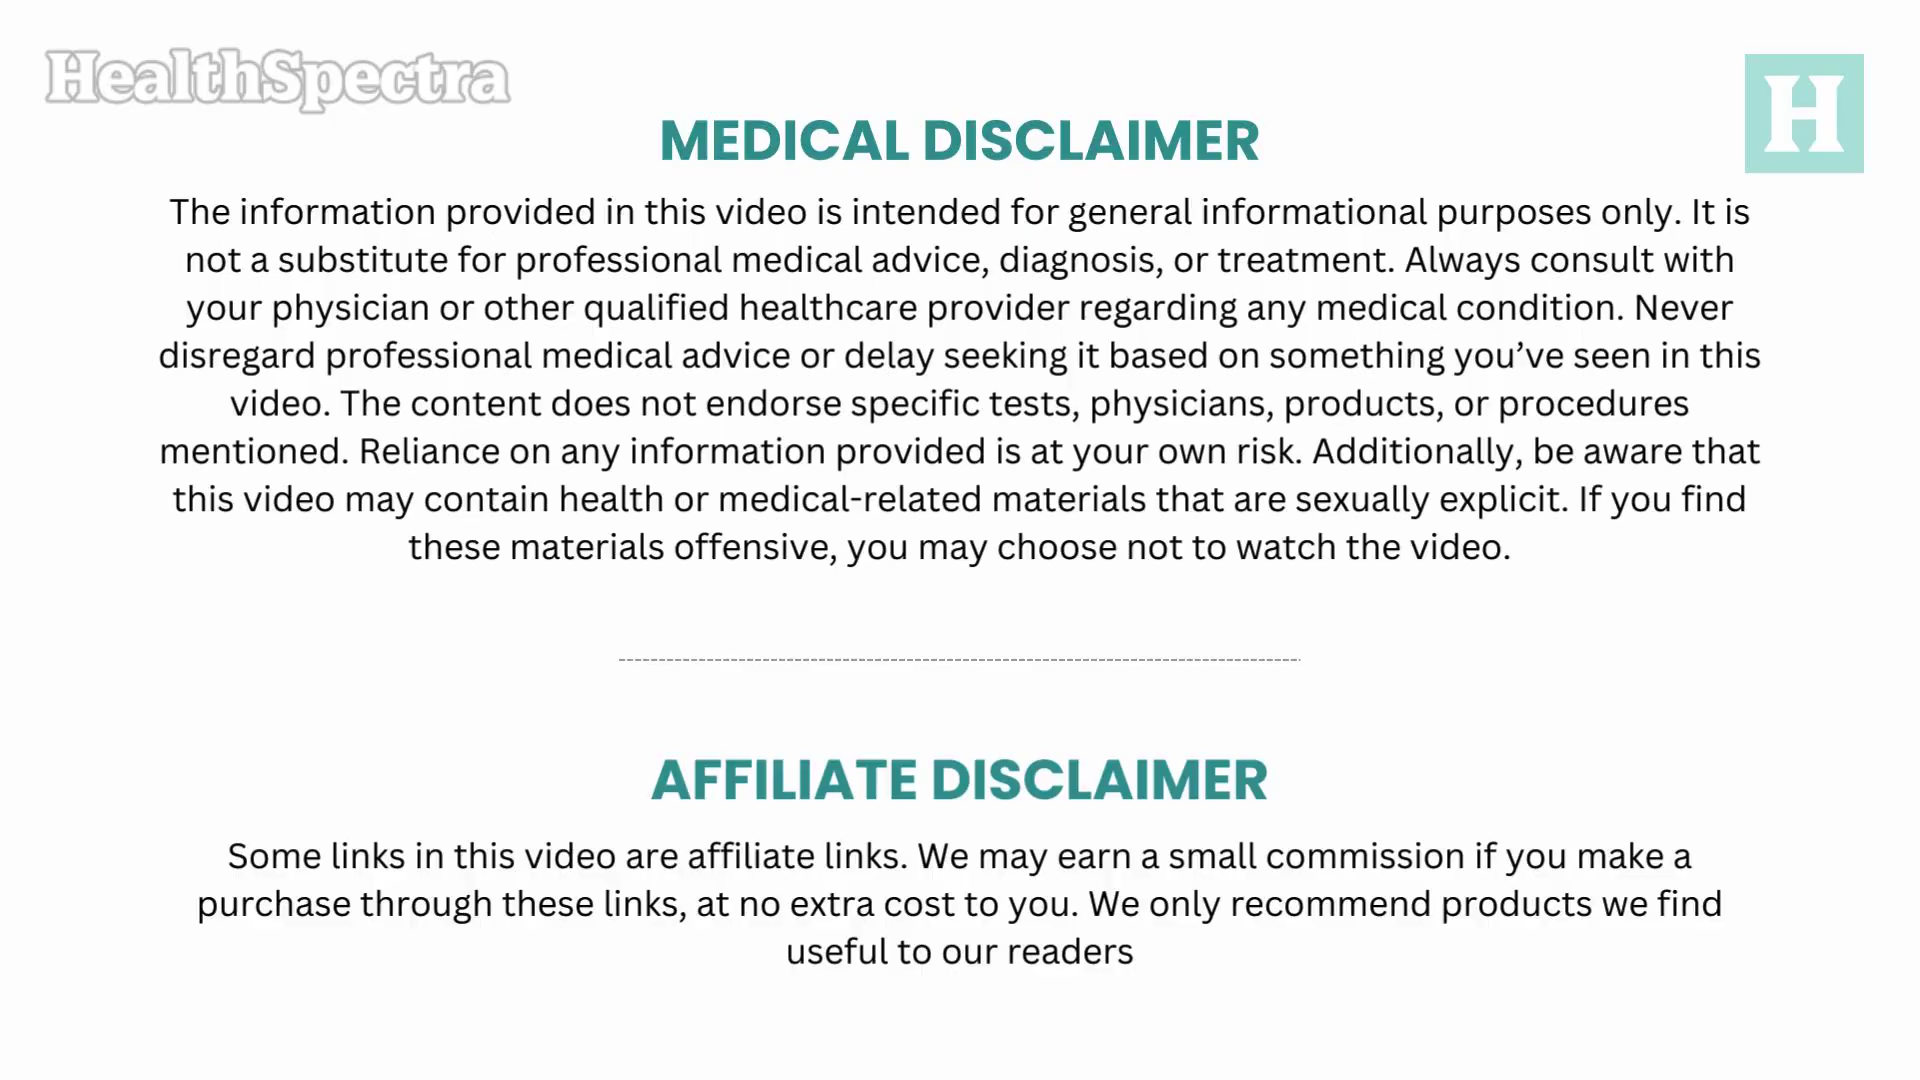 HealthSpectra
H
MEDICAL DISCLAIMER
The information provided in this video is intended for general informational purposes only. It is
not a substitute for professional medical advice, diagnosis, or treatment. Always consult with
your physician or other qualified healthcare provider regarding any medical condition. Never
disregard professional medical advice or delay seeking it based on something you’ve seen in this
video. The content does not endorse specific tests, physicians, products, or procedures
mentioned. Reliance on any information provided is at your own risk. Additionally, be aware that
this video may contain health or medical-related materials that are sexually explicit. If you find
these materials offensive, you may choose not to watch the video.
AFFILIATE DISCLAIMER
Some links in this video are affiliate links. We may earn a small commission if you make a
purchase through these links, at no extra cost to you. We only recommend products we find
useful to our readers